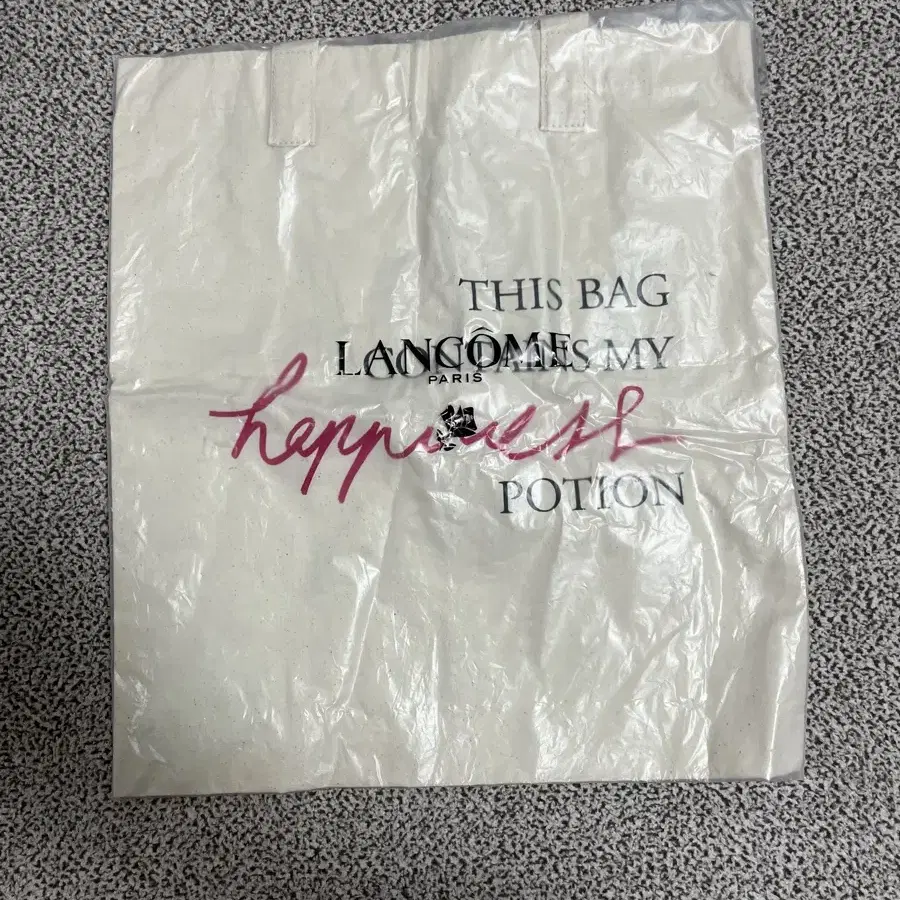 THIS BAG
CONTAINS MY
LANCÔME
PARIS
happiness
POTION